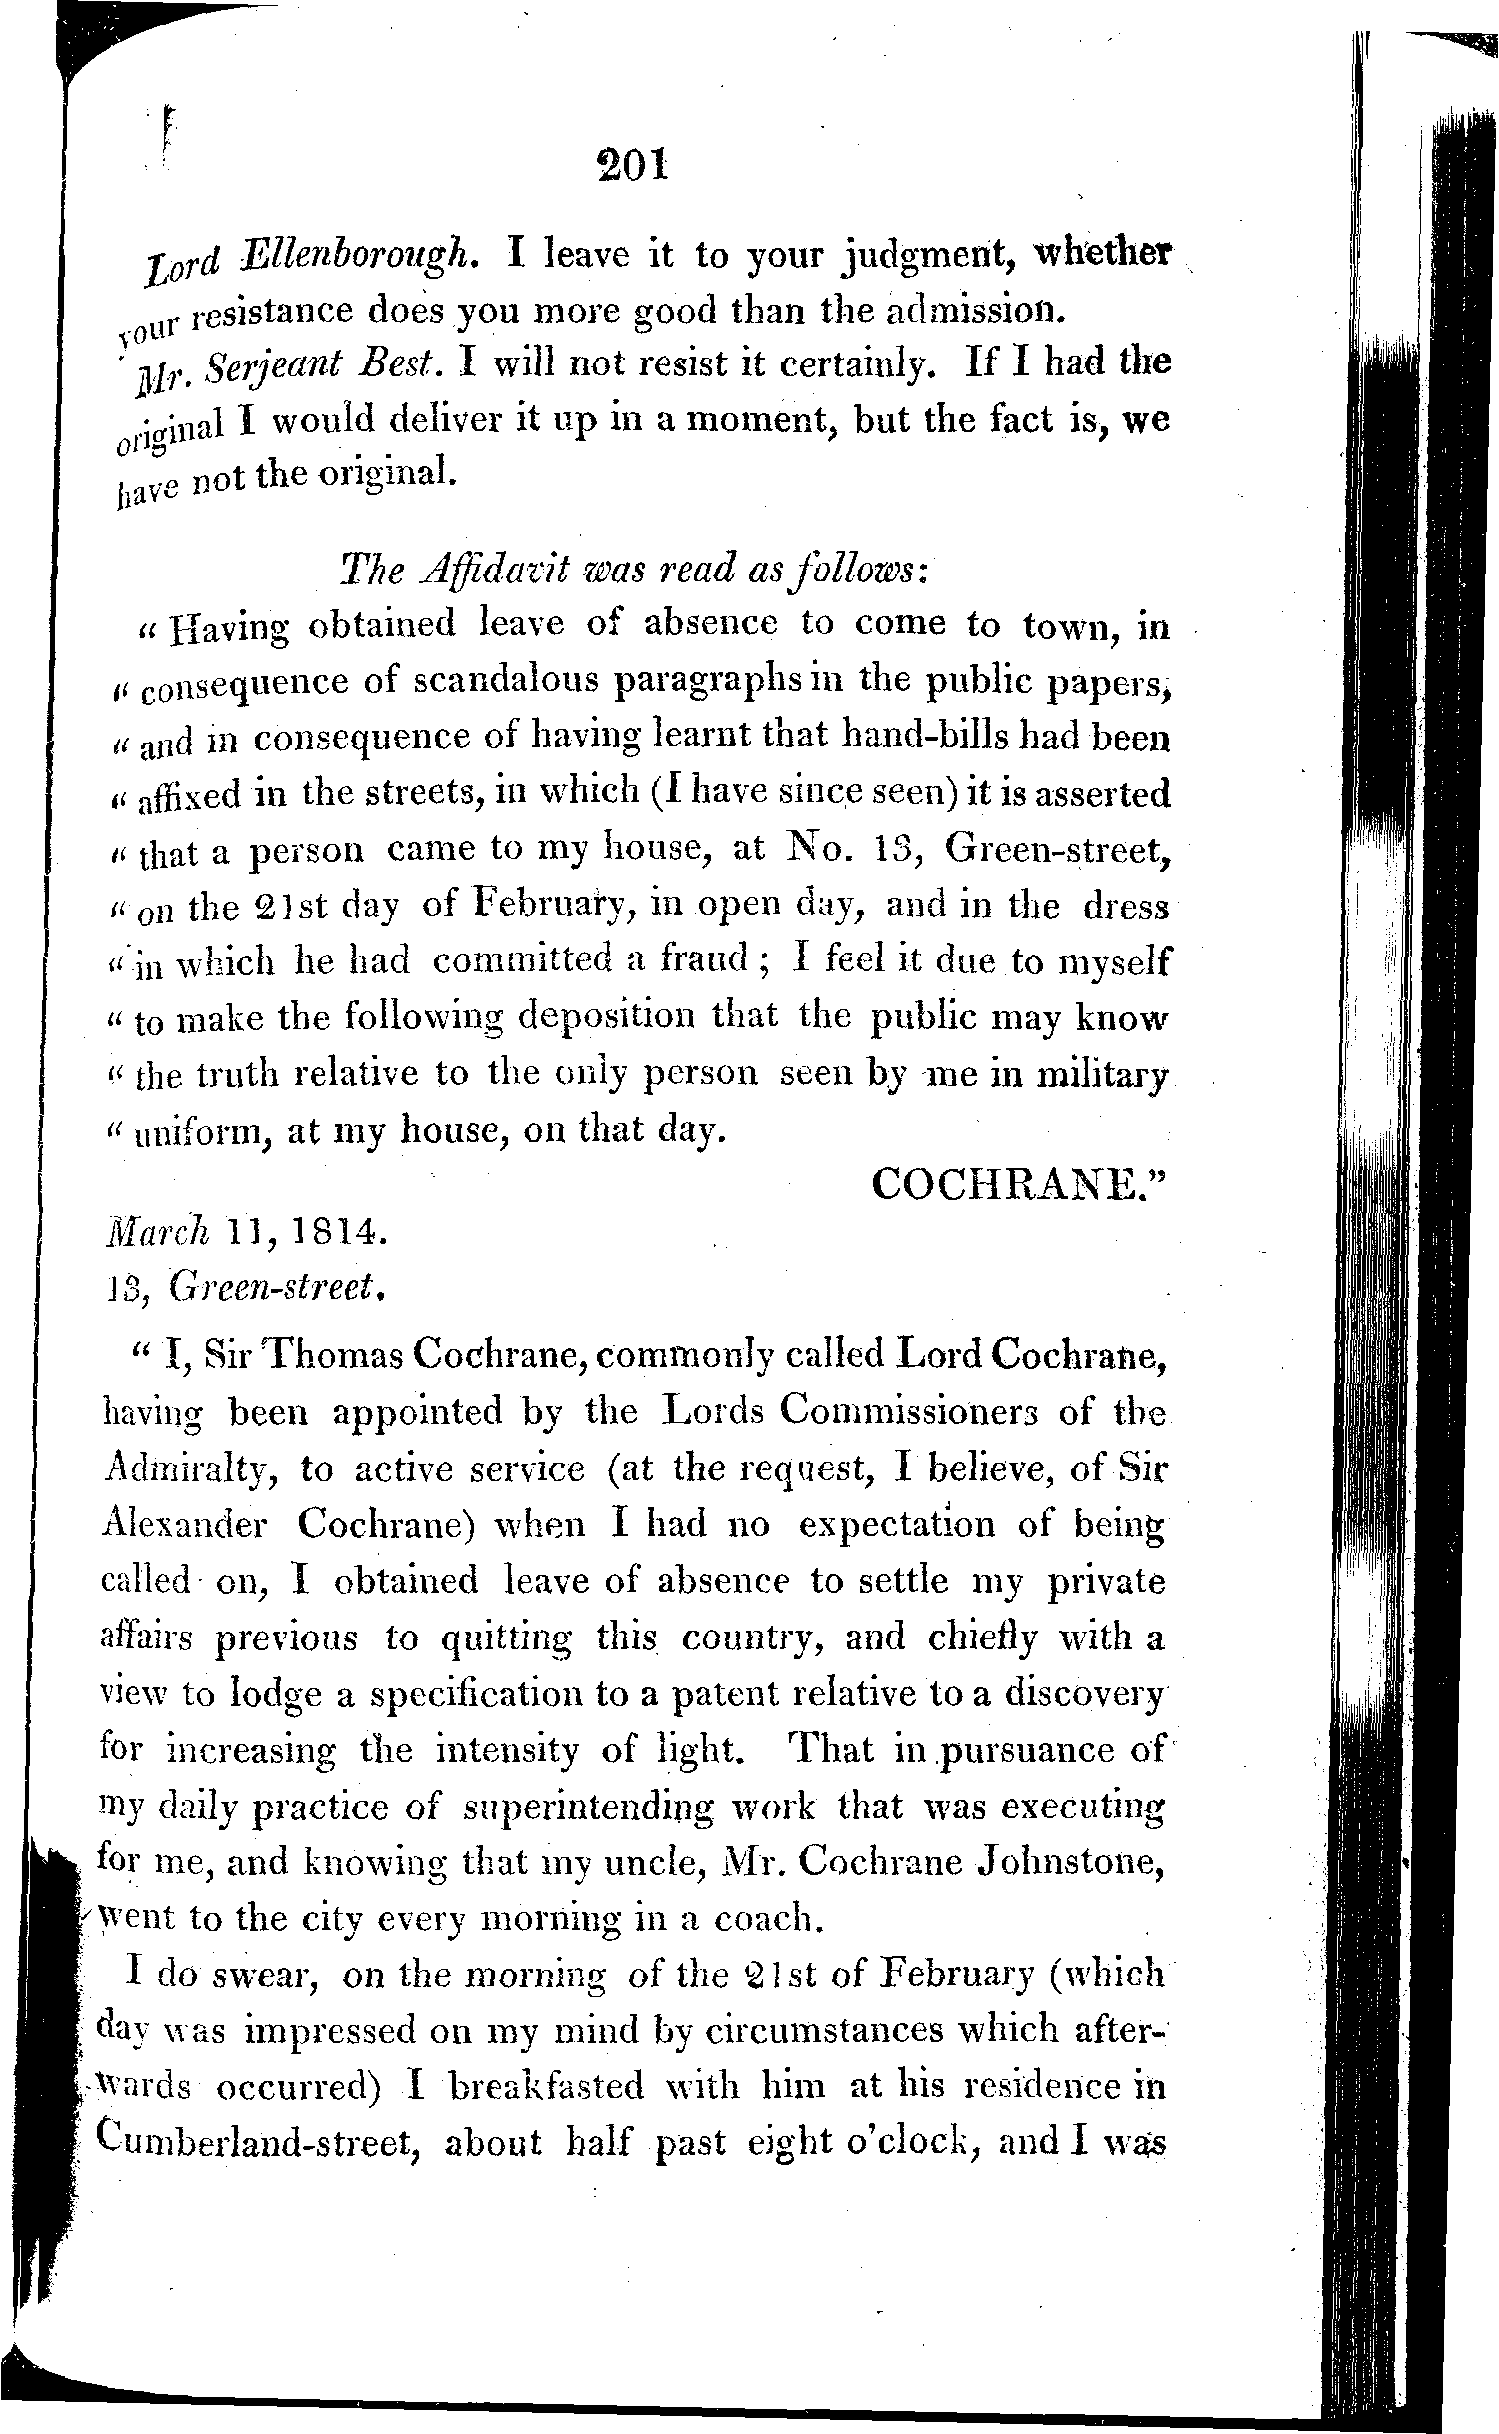 201
Lord Ellenborough. I leave it to your judgment, whether
your resistance does you more good than the admission.
Mr. Serjeant Best. I will not resist it certainly. If I had the
original I would deliver it up in a moment, but the fact is, we
have not the original.
The Affidavit was read as follows:
“ Having obtained leave of absence to come to town, in
“ consequence of scandalous paragraphs in the public papers,
“ and in consequence of having learnt that hand-bills had been
“ affixed in the streets, in which (I have since seen) it is asserted
“ that a person came to my house, at No. 13, Green-street,
“ on the 21st day of February, in open day, and in the dress
“ in which he had committed a fraud ; I feel it due to myself
“ to make the following deposition that the public may know
“ the truth relative to the only person seen by me in military
“ uniform, at my house, on that day.
COCHRANE.”
March 11, 1814.
13, Green-street.
“ I, Sir Thomas Cochrane, commonly called Lord Cochrane,
having been appointed by the Lords Commissioners of the
Admiralty, to active service (at the request, I believe, of Sir
Alexander Cochrane) when I had no expectation of being
called on, I obtained leave of absence to settle my private
affairs previous to quitting this country, and chiefly with a
view to lodge a specification to a patent relative to a discovery
for increasing the intensity of light. That in pursuance of
my daily practice of superintending work that was executing
for me, and knowing that my uncle, Mr. Cochrane Johnstone,
went to the city every morning in a coach.
I do swear, on the morning of the 21st of February (which
day was impressed on my mind by circumstances which after-
wards occurred) I breakfasted with him at his residence in
Cumberland-street, about half past eight o'clock, and I was